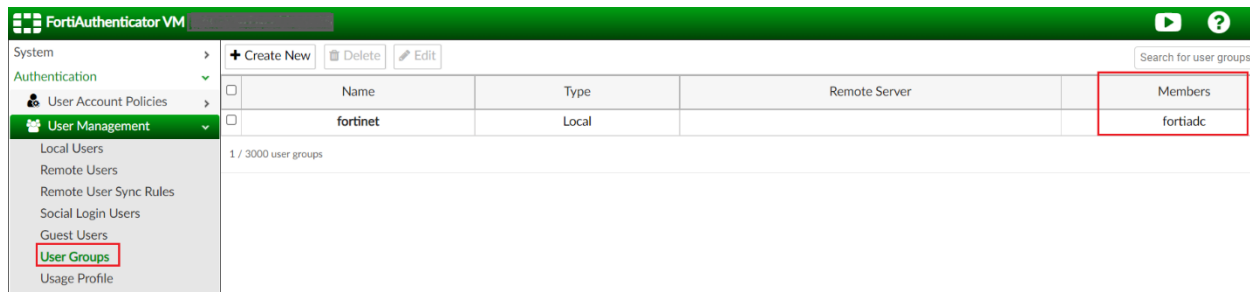 FortiAuthenticator VM
System
Authentication
User Account Policies
User Management
Local Users
Remote Users
Remote User Sync Rules
Social Login Users
Guest Users
User Groups
Usage Profile
+ Create New Delete Edit
Search for user groups
Name Type Remote Server Members
fortinet Local fortiadc
1 / 3000 user groups